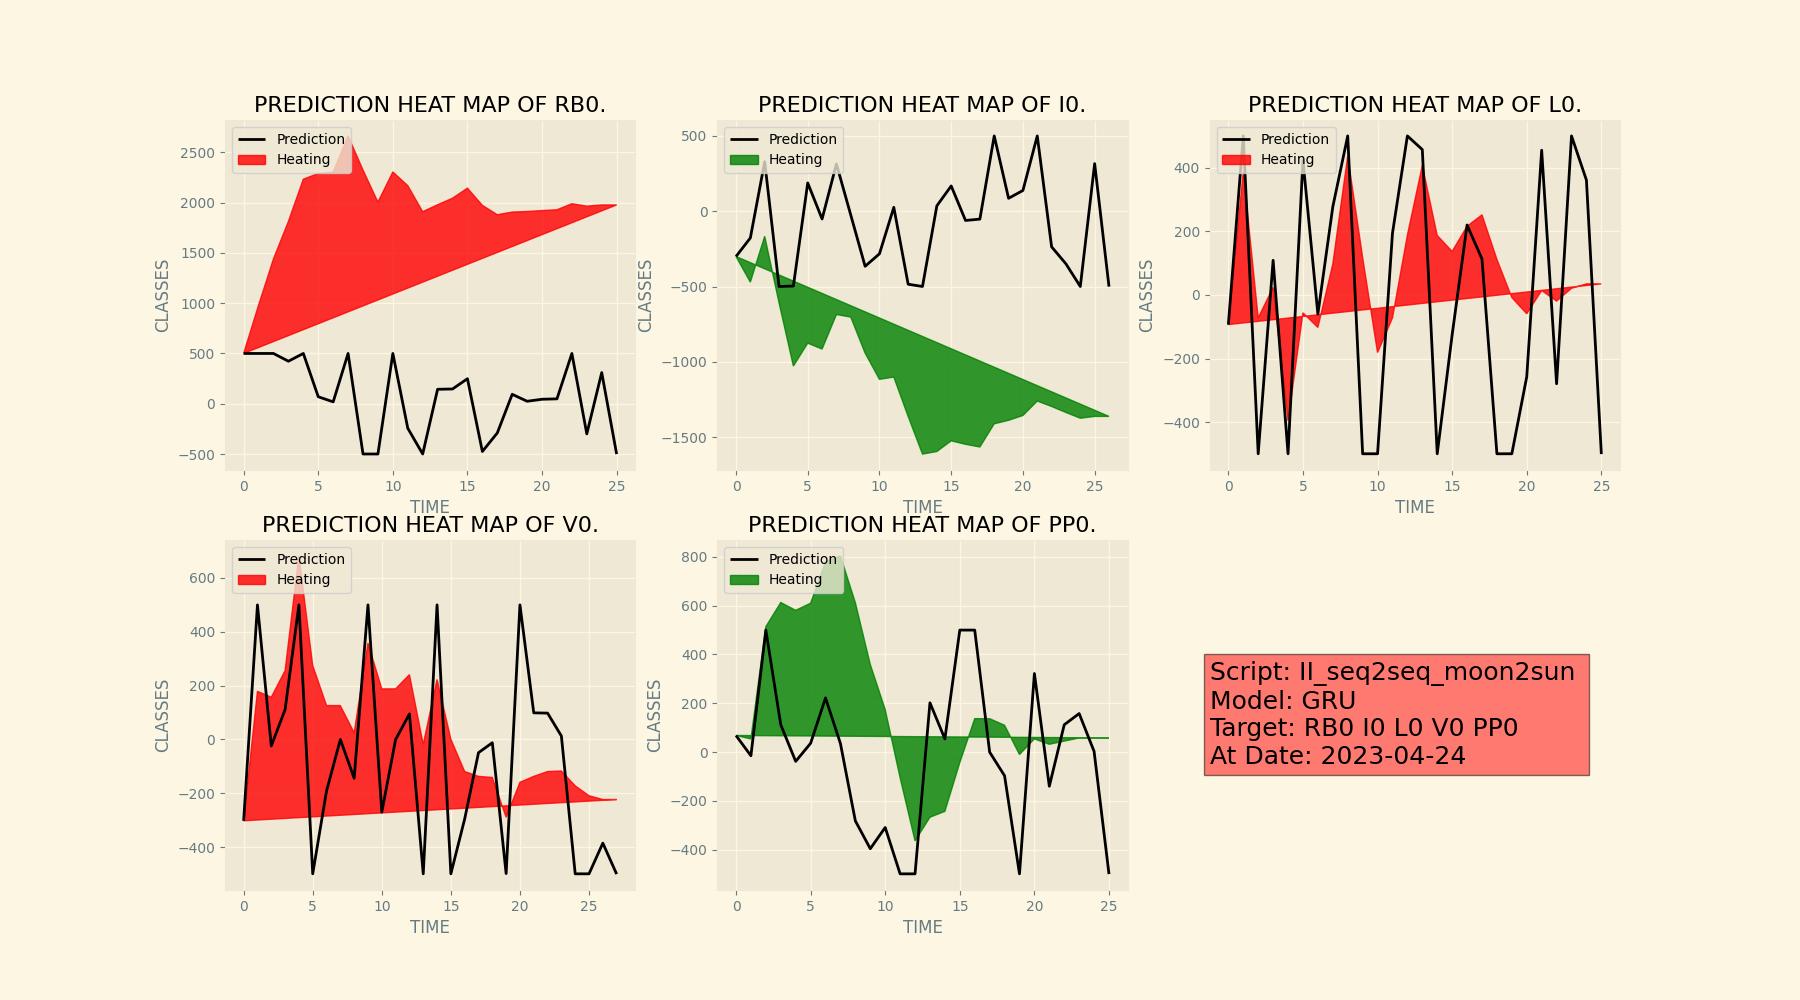 PREDICTION HEAT MAP OF RB0.
Prediction
Heating
2500
2000
1500
1000
500
0
−500
CLASSES
0 5 10 15 20 25
TIME
PREDICTION HEAT MAP OF I0.
Prediction
Heating
500
0
−500
−1000
−1500
CLASSES
0 5 10 15 20 25
TIME
PREDICTION HEAT MAP OF L0.
Prediction
Heating
400
200
0
−200
−400
CLASSES
0 5 10 15 20 25
TIME
PREDICTION HEAT MAP OF V0.
Prediction
Heating
600
400
200
0
−200
−400
CLASSES
0 5 10 15 20 25
TIME
PREDICTION HEAT MAP OF PP0.
Prediction
Heating
800
600
400
200
0
−200
−400
CLASSES
0 5 10 15 20 25
TIME
Script: II_seq2seq_moon2sun
Model: GRU
Target: RB0 I0 L0 V0 PP0
At Date: 2023-04-24